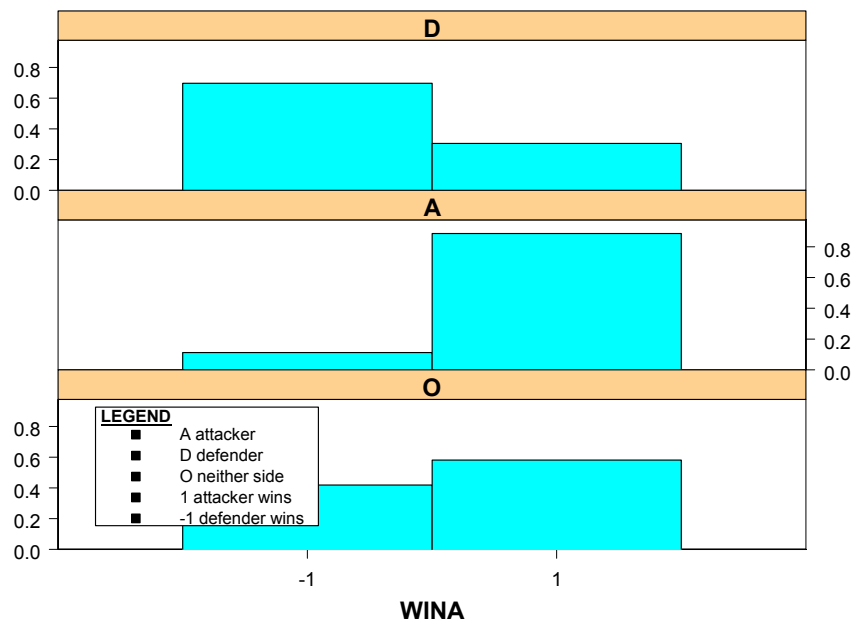 D
0.8
0.6
0.4
0.2
0.0
A
0.8
0.6
0.4
0.2
0.0
O
0.8
0.6
0.4
0.2
0.0
LEGEND
■ A attacker
■ D defender
■ O neither side
■ 1 attacker wins
■ -1 defender wins
-1 1
WINA